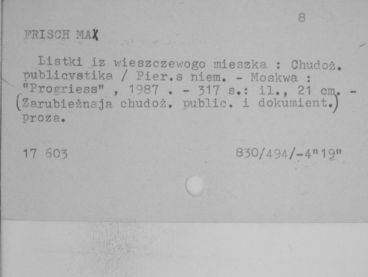 8
FRISCH MAX
Listki iz wieszczewogo mieszka : Chudoż.
publicystika / Pier.s niem. - Moskwa :
"Progriess" , 1987 . - 317 s.: il., 21 cm. -
(Zarubieżnaja chudoż. public. i dokumient.)
proza.
17 603 830/494/-4"19"